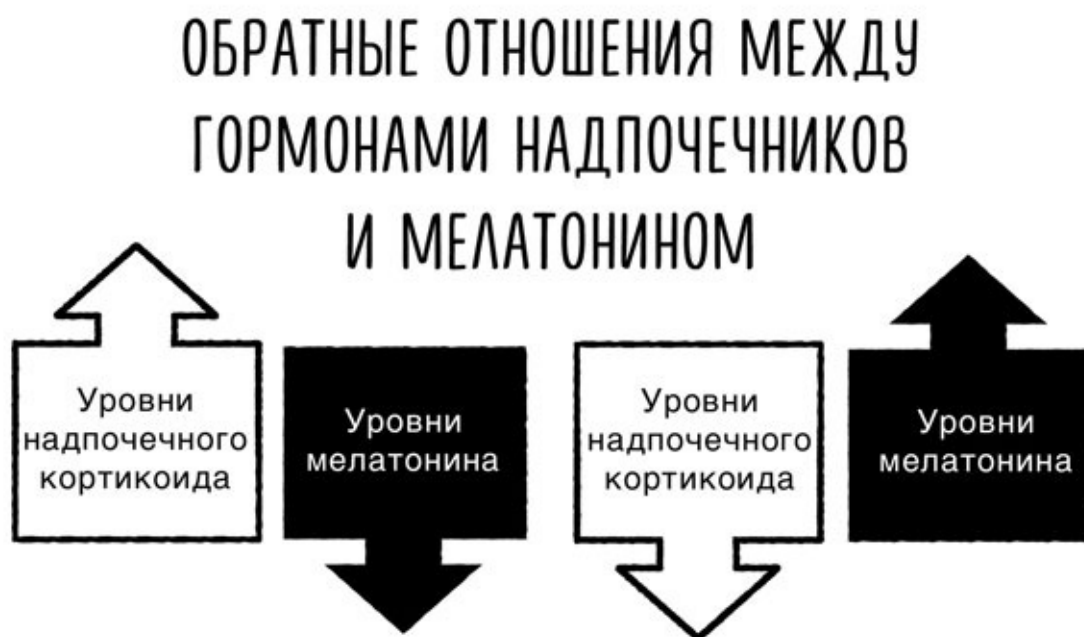 ОБРАТНЫЕ ОТНОШЕНИЯ МЕЖДУ
ГОРМОНАМИ НАДПОЧЕЧНИКОВ
И МЕЛАТОНИНОМ
Уровни
надпочечного
кортикоида
Уровни
мелатонина
Уровни
надпочечного
кортикоида
Уровни
мелатонина